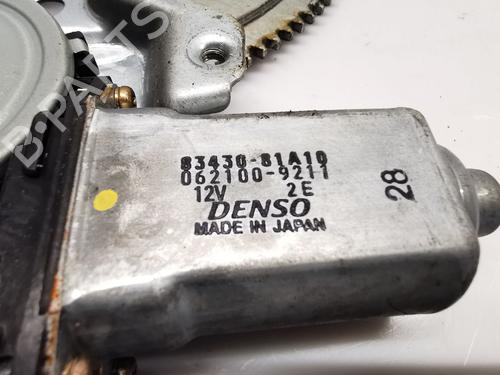 83430-81A10
062100-9211
12V 2E
DENSO
MADE IN JAPAN
28
B-PARTS